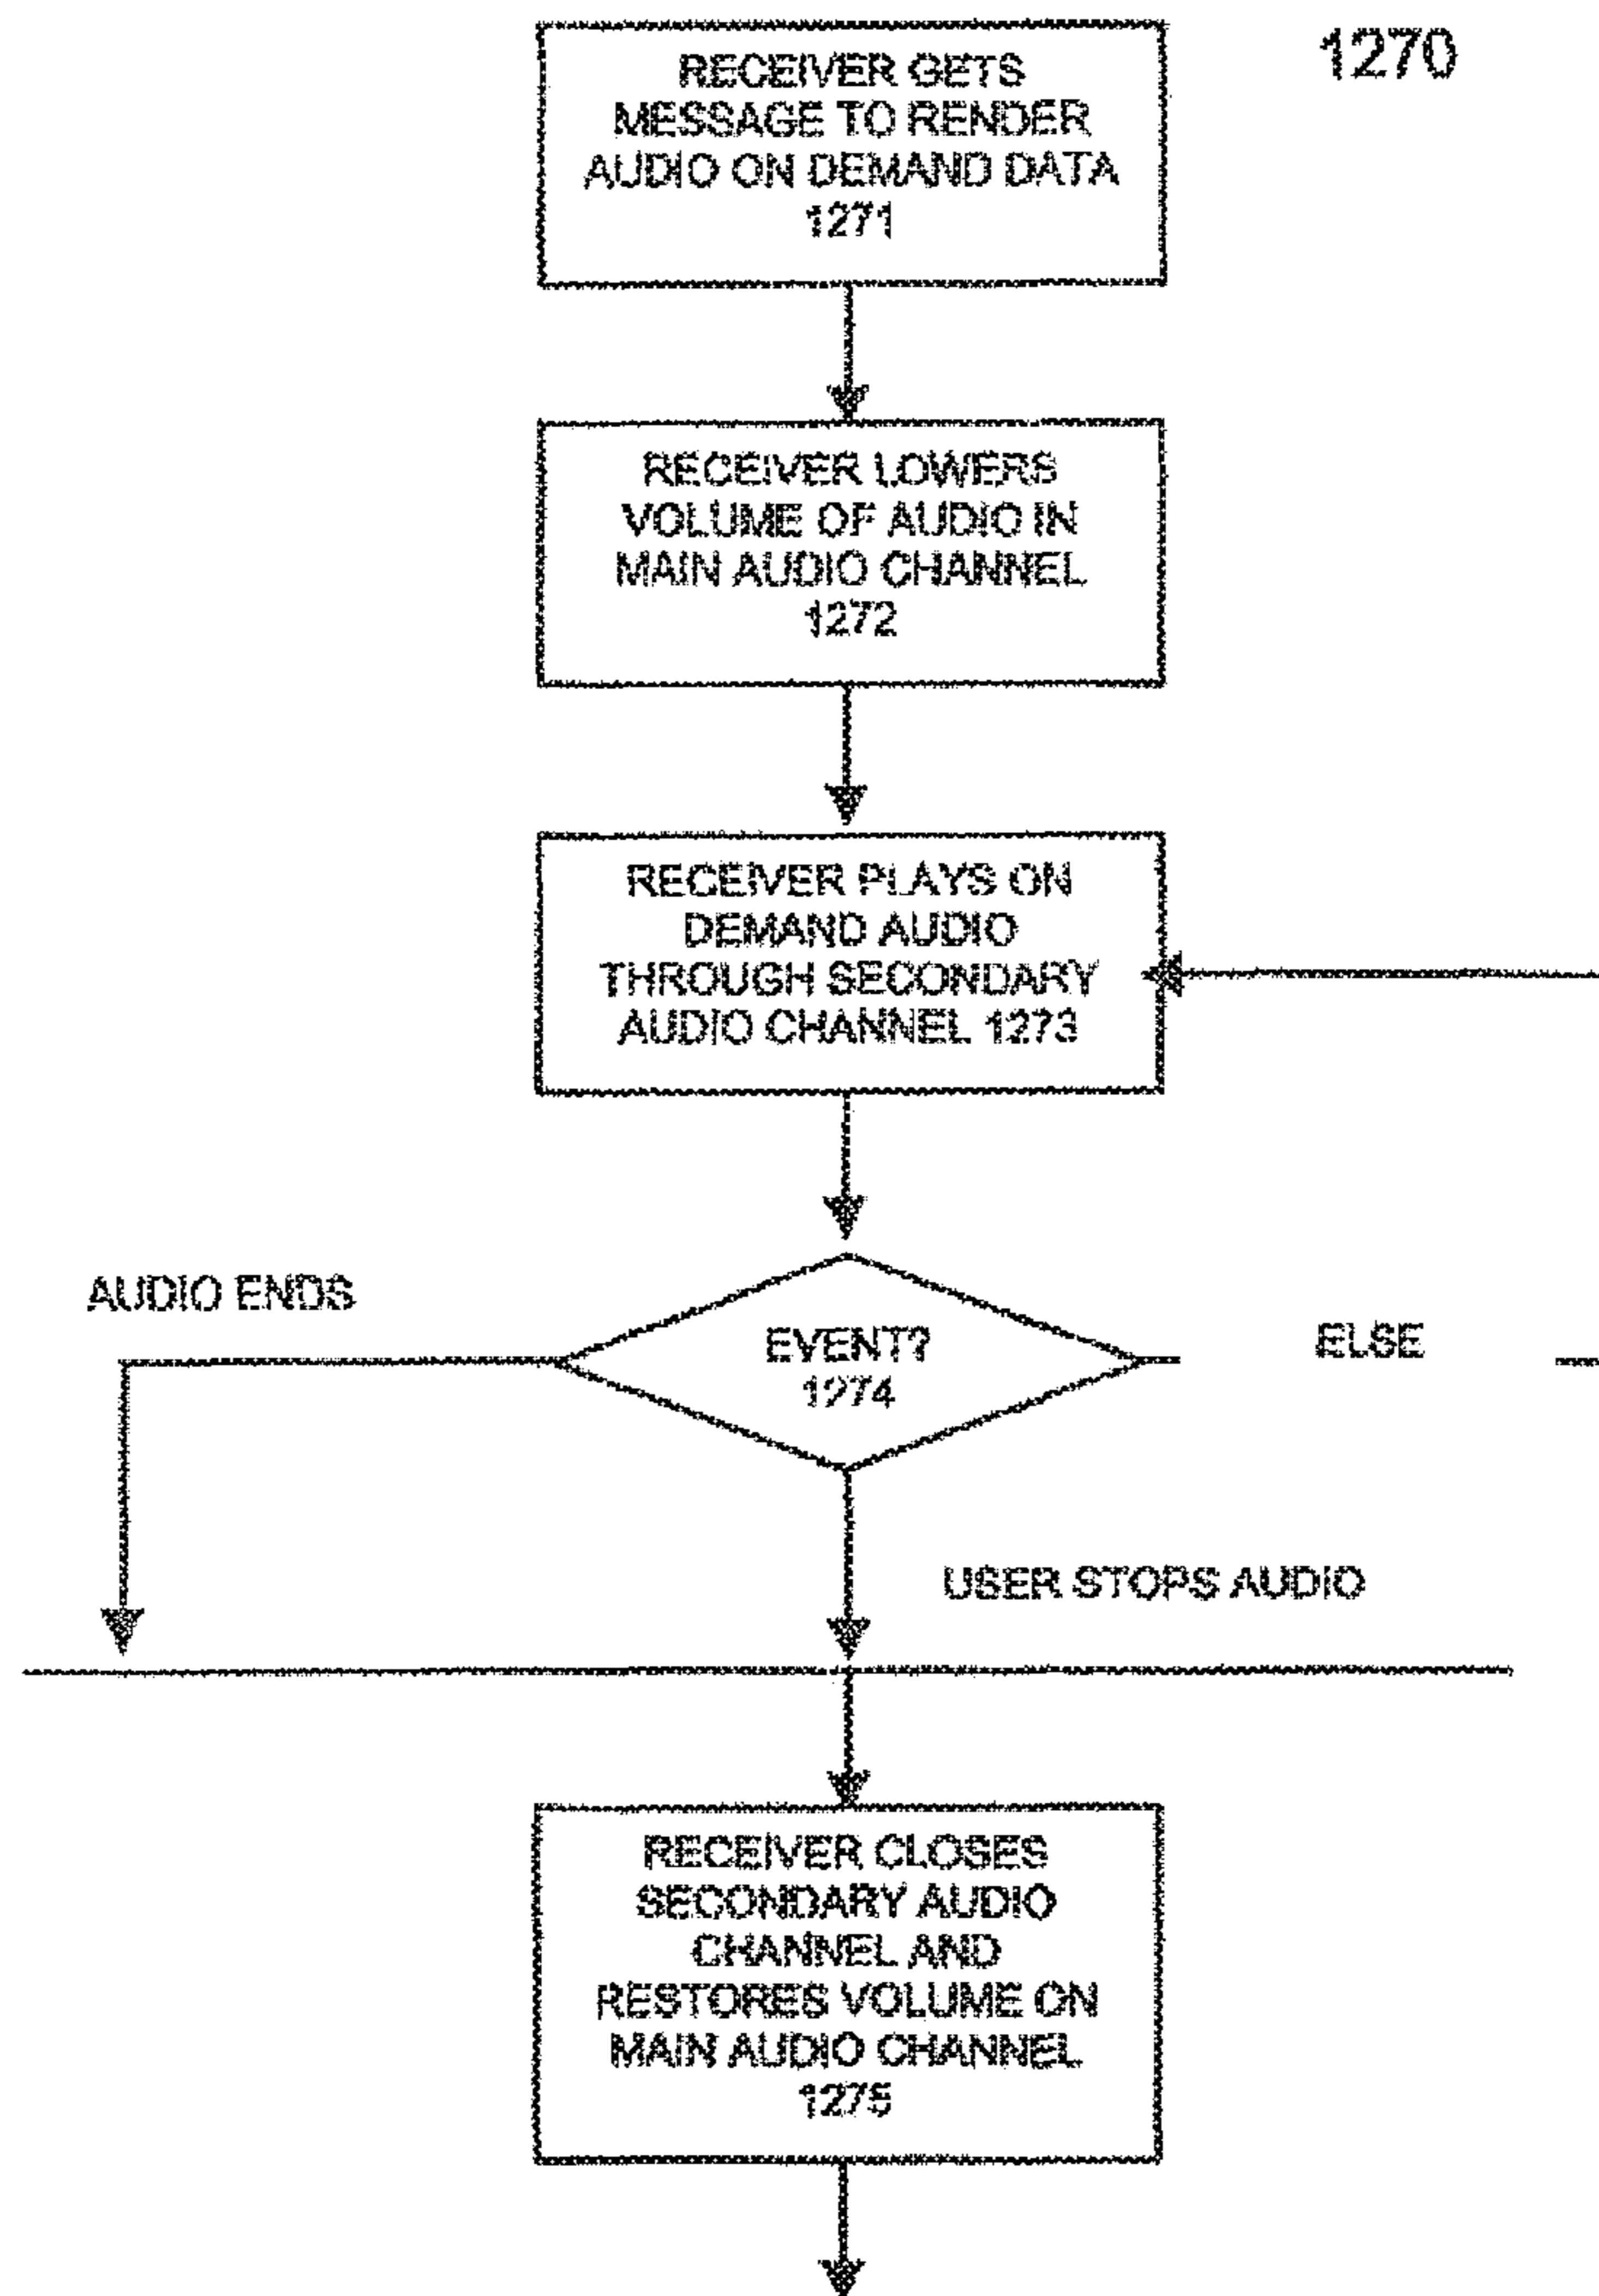 1270
RECEIVER GETS
MESSAGE TO RENDER
AUDIO ON DEMAND DATA
1271
RECEIVER LOWERS
VOLUME OF AUDIO IN
MAIN AUDIO CHANNEL
1272
RECEIVER PLAYS ON
DEMAND AUDIO
THROUGH SECONDARY
AUDIO CHANNEL 1273
AUDIO ENDS
EVENT?
1274
ELSE
USER STOPS AUDIO
RECEIVER CLOSES
SECONDARY AUDIO
CHANNEL AND
RESTORES VOLUME ON
MAIN AUDIO CHANNEL
1275